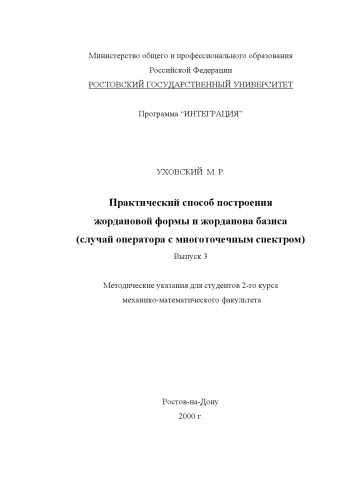 Министерство общего и профессионального образования
Российской Федерации
РОСТОВСКИЙ ГОСУДАРСТВЕННЫЙ УНИВЕРСИТЕТ
Программа “ИНТЕГРАЦИЯ”
УХОВСКИЙ М. Р.
Практический способ построения
жордановой формы и жорданова базиса
(случай оператора с многоточечным спектром)
Выпуск 3
Методические указания для студентов 2-го курса
механико-математического факультета
Ростов-на-Дону
2000 г.